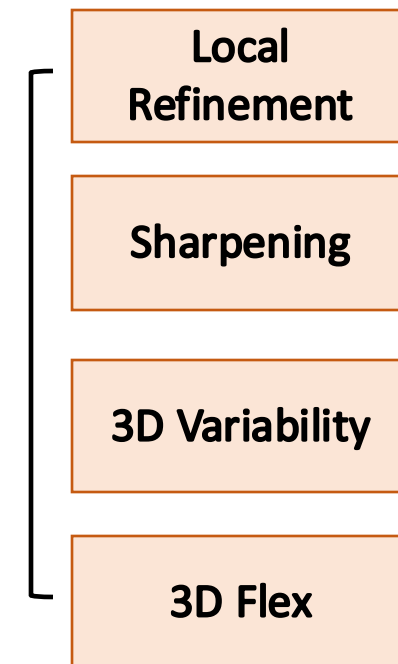 Local
Refinement
Sharpening
3D Variability
3D Flex